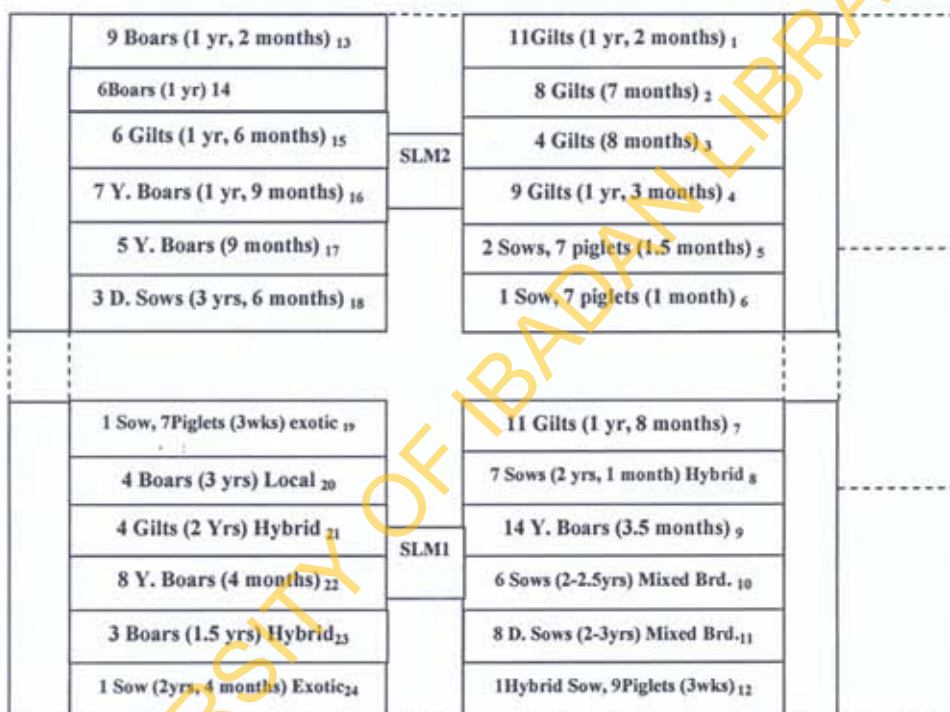 9 Boars (1 yr, 2 months) 13
6Boars (1 yr) 14
6 Gilts (1 yr, 6 months) 15
7 Y. Boars (1 yr, 9 months) 16
5 Y. Boars (9 months) 17
3 D. Sows (3 yrs, 6 months) 18
SLM2
11Gilts (1 yr, 2 months) 1
8 Gilts (7 months) 2
4 Gilts (8 months) 3
9 Gilts (1 yr, 3 months) 4
2 Sows, 7 piglets (1.5 months) 5
1 Sow, 7 piglets (1 month) 6
1 Sow, 7Piglets (3wks) exotic 19
4 Boars (3 yrs) Local 20
4 Gilts (2 Yrs) Hybrid 21
8 Y. Boars (4 months) 22
3 Boars (1.5 yrs) Hybrid23
1 Sow (2yrs, 4 months) Exotic24
SLM1
11 Gilts (1 yr, 8 months) 7
7 Sows (2 yrs, 1 month) Hybrid 8
14 Y. Boars (3.5 months) 9
6 Sows (2-2.5yrs) Mixed Brd. 10
8 D. Sows (2-3yrs) Mixed Brd.11
1Hybrid Sow, 9Piglets (3wks) 12
UNIVERSITY OF IBADAN LIBRA